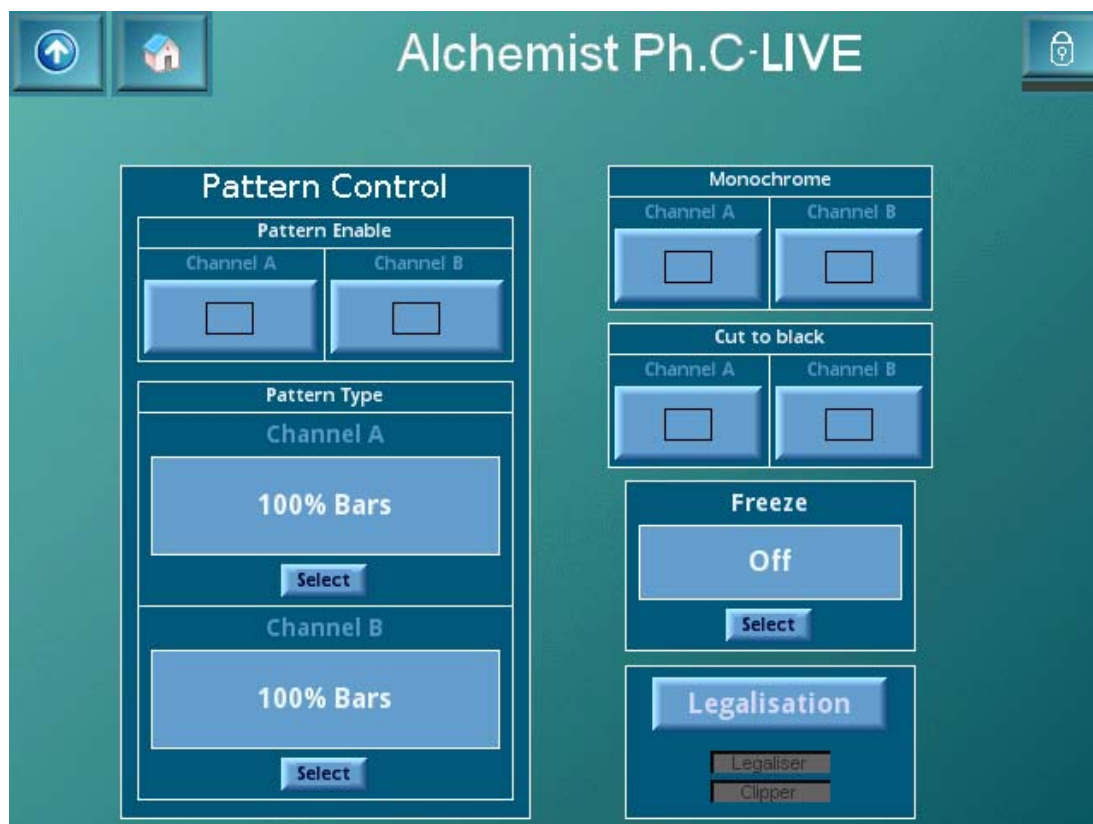 Alchemist Ph.C-LIVE
Pattern Control
Pattern Enable
Channel A Channel B
Pattern Type
Channel A
100% Bars
Select
Channel B
100% Bars
Select
Monochrome
Channel A Channel B
Cut to black
Channel A Channel B
Freeze
Off
Select
Legalisation
Legaliser
Clipper